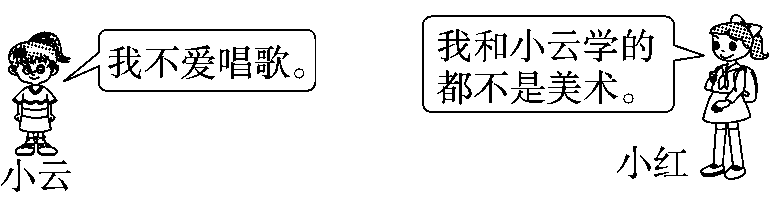 我不爱唱歌。
小云
我和小云学的
都不是美术。
小红